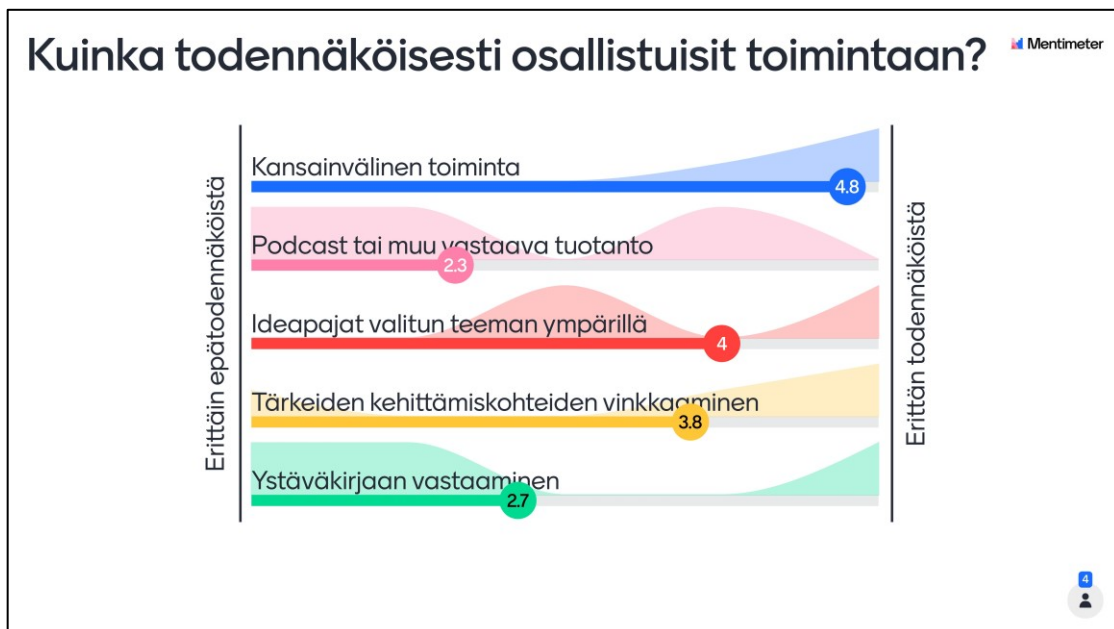 Kuinka todennäköisesti osallistuisit toimintaan?
Mentimeter
Erittäin epätodennäköistä
Kansainvälinen toiminta
4.8
Podcast tai muu vastaava tuotanto
2.3
Ideapajat valitun teeman ympärillä
4
Tärkeiden kehittämiskohteiden vinkkaaminen
3.8
Ystäväkirjaan vastaaminen
2.7
Erittän todennäköistä
4